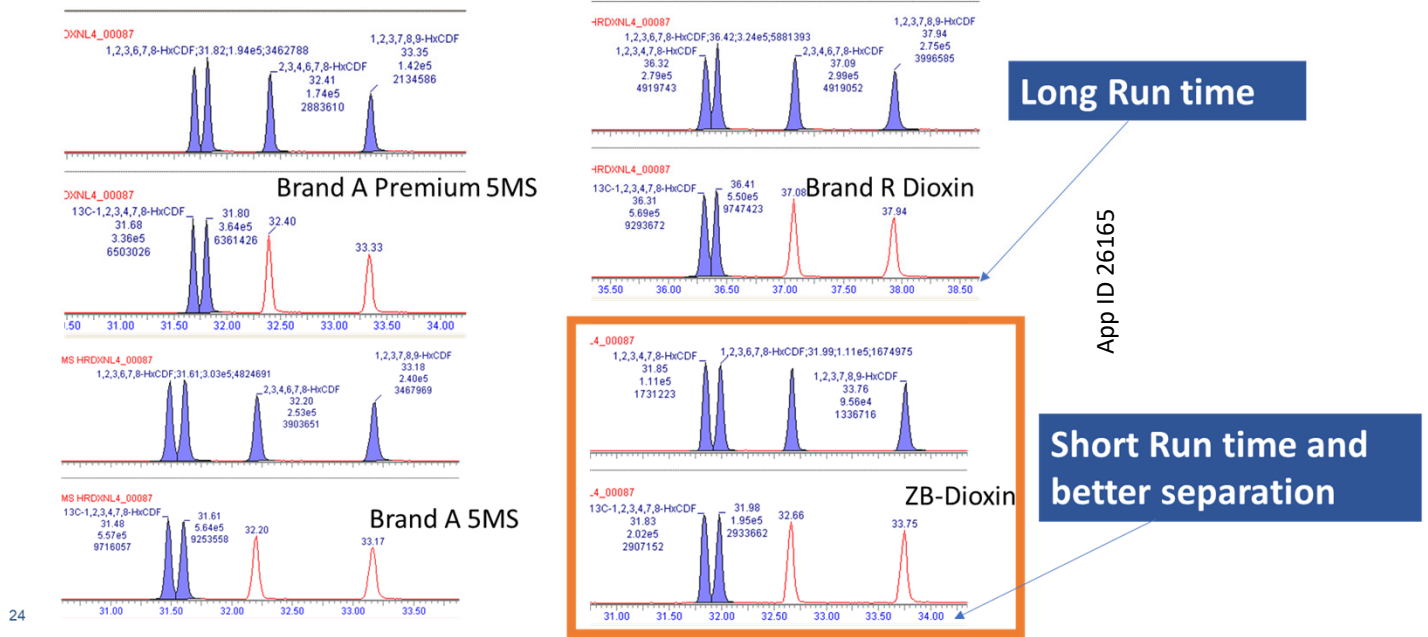 OXNL4_00087
1,2,3,6,7,8-HxCDF;31.82;1.94e5;3462788
2,3,4,6,7,8-HxCDF
32.41
1.74e5
2883610
1,2,3,7,8,9-HxCDF
33.35
1.42e5
2134586
Brand A Premium 5MS
OXNL4_00087
13C-1,2,3,4,7,8-HxCDF
31.68
3.36e5
6503026
31.80
3.64e5
6361426
32.40
33.33
.50 31.00 31.50 32.00 32.50 33.00 33.50 34.00
MS HRDXNL4_00087
1,2,3,6,7,8-HxCDF;31.61;3.03e5;4824691
2,3,4,6,7,8-HxCDF
32.20
2.53e5
3903651
1,2,3,7,8,9-HxCDF
33.18
2.40e5
3467969
MS HRDXNL4_00087
13C-1,2,3,4,7,8-HxCDF
31.48
5.57e5
9716057
31.61
5.64e5
9253558
32.20
33.17
Brand A 5MS
31.00 31.50 32.00 32.50 33.00 33.50
HRDXNL4_00087
1,2,3,6,7,8-HxCDF;36.42;3.24e5;5881393
1,2,3,4,7,8-HxCDF
36.32
2.79e5
4919743
2,3,4,6,7,8-HxCDF
37.09
2.99e5
4919052
1,2,3,7,8,9-HxCDF
37.94
2.75e5
3996585
HRDXNL4_00087
13C-1,2,3,4,7,8-HxCDF
36.31
5.69e5
9293672
36.41
5.50e5
9747423
37.08
37.94
Brand R Dioxin
35.50 36.00 36.50 37.00 37.50 38.00 38.50
.4_00087
1,2,3,4,7,8-HxCDF
31.85
1.11e5
1731223
1,2,3,6,7,8-HxCDF;31.99;1.11e5;1674975
1,2,3,7,8,9-HxCDF
33.76
9.56e4
1336716
.4_00087
13C-1,2,3,4,7,8-HxCDF
31.83
2.02e5
2907152
31.98
1.95e5
2933662
32.66
33.75
ZB-Dioxin
31.00 31.50 32.00 32.50 33.00 33.50 34.00
Long Run time
App ID 26165
Short Run time and
better separation
24